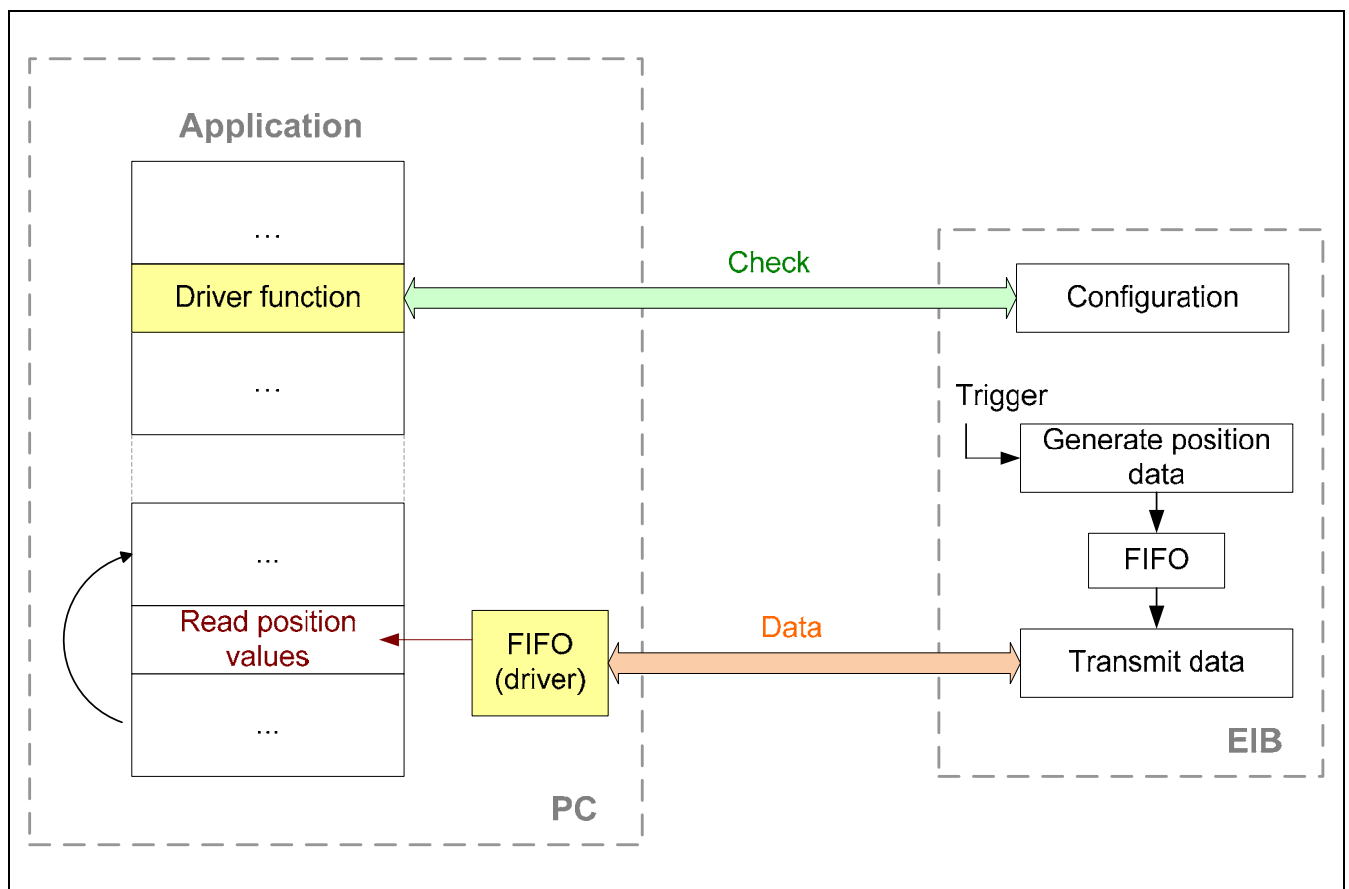 Application
…
Driver function
…
…
Read position
values
…
FIFO
(driver)
PC
Check
Data
Configuration
Trigger
Generate position
data
FIFO
Transmit data
EIB